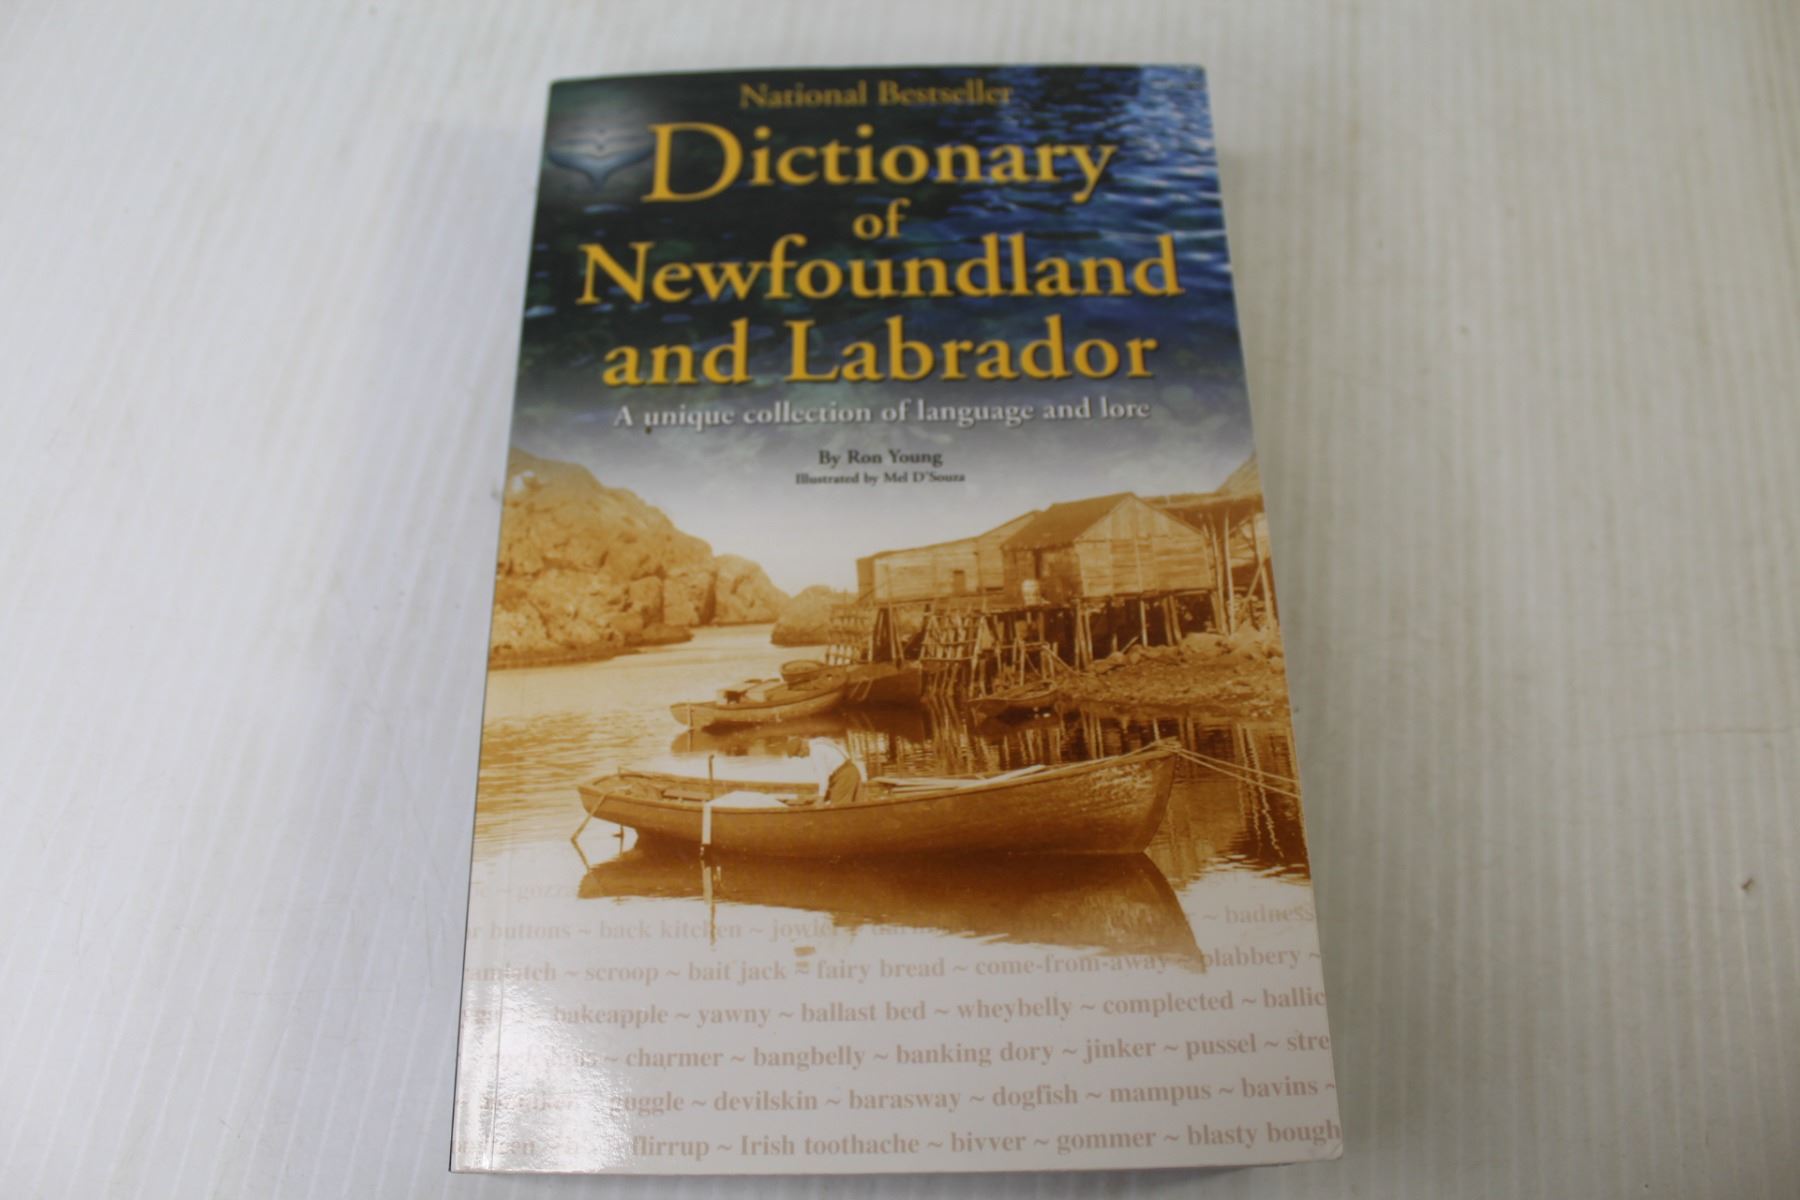 National Bestseller
Dictionary
of
Newfoundland
and Labrador
A unique collection of language and lore
By Ron Young
Illustrated by Mel D'Souza
~ gozza
buttons ~ back kitchen ~ jowler ~ ~ badness
~ scroop ~ bait jack ~ fairy bread ~ come-from-away ~ plabbery ~
bakeapple ~ yawny ~ ballast bed ~ wheybelly ~ complected ~ ballic
~ charmer ~ bangbelly ~ banking dory ~ jinker ~ pussel ~ stre
guggle ~ devilskin ~ barasway ~ dogfish ~ mampus ~ bavins ~
flirrup ~ Irish toothache ~ bivver ~ gommer ~ blasty bough